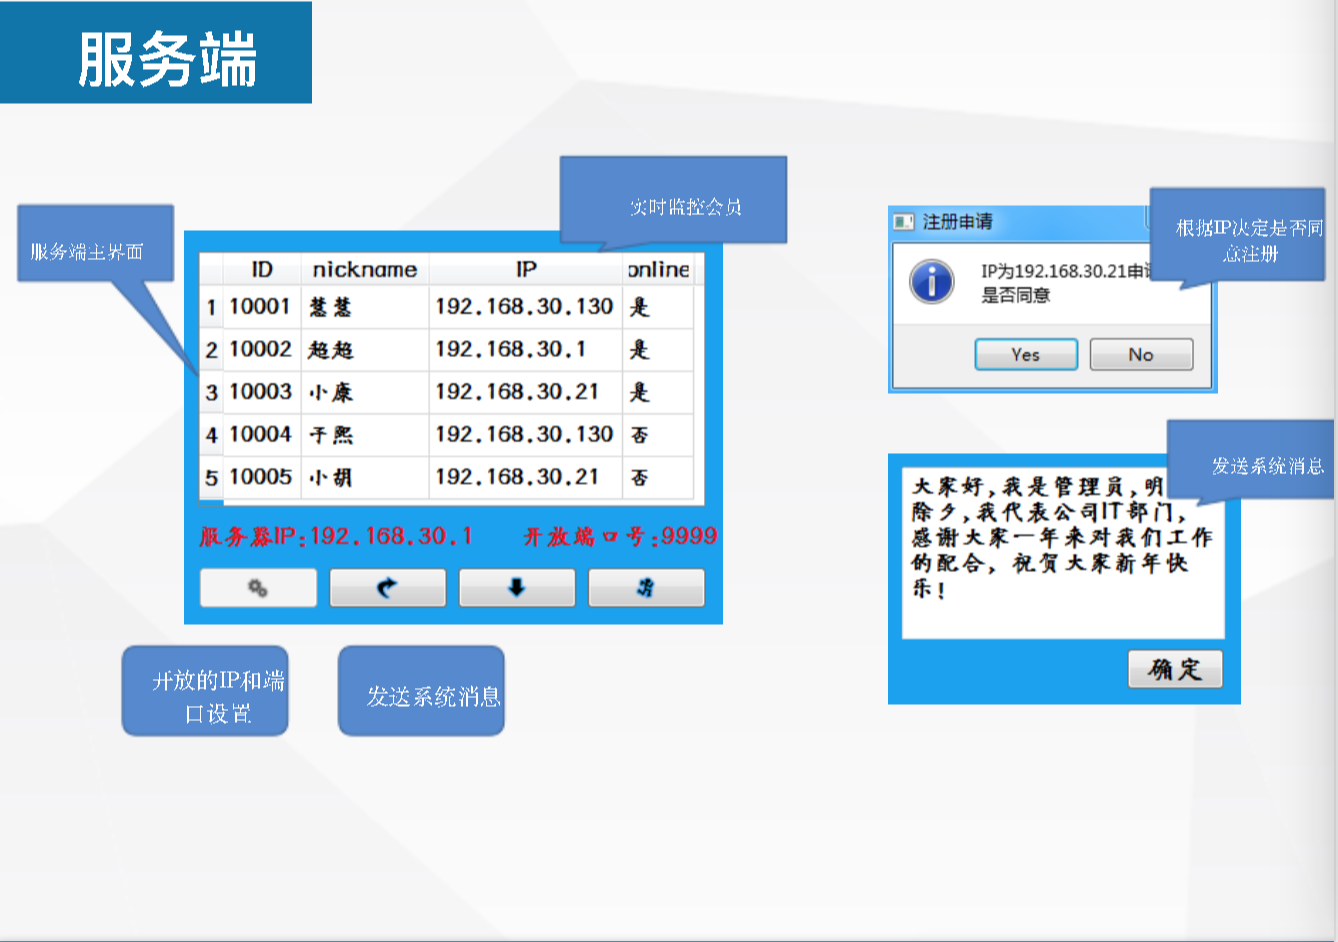 服务端
实时监控会员
服务端主界面
ID nickname IP online
1 10001 慧慧 192.168.30.130 是
2 10002 超超 192.168.30.1 是
3 10003 小康 192.168.30.21 是
4 10004 于熙 192.168.30.130 否
5 10005 小胡 192.168.30.21 否
服务器IP:192.168.30.1 开放端口号:9999
开放的IP和端
口设置
发送系统消息
注册申请
根据IP决定是否同
意注册
IP为192.168.30.21申请
是否同意
Yes No
发送系统消息
大家好,我是管理员,明
除夕,我代表公司IT部门,
感谢大家一年来对我们工作
的配合, 祝贺大家新年快
乐!
确定